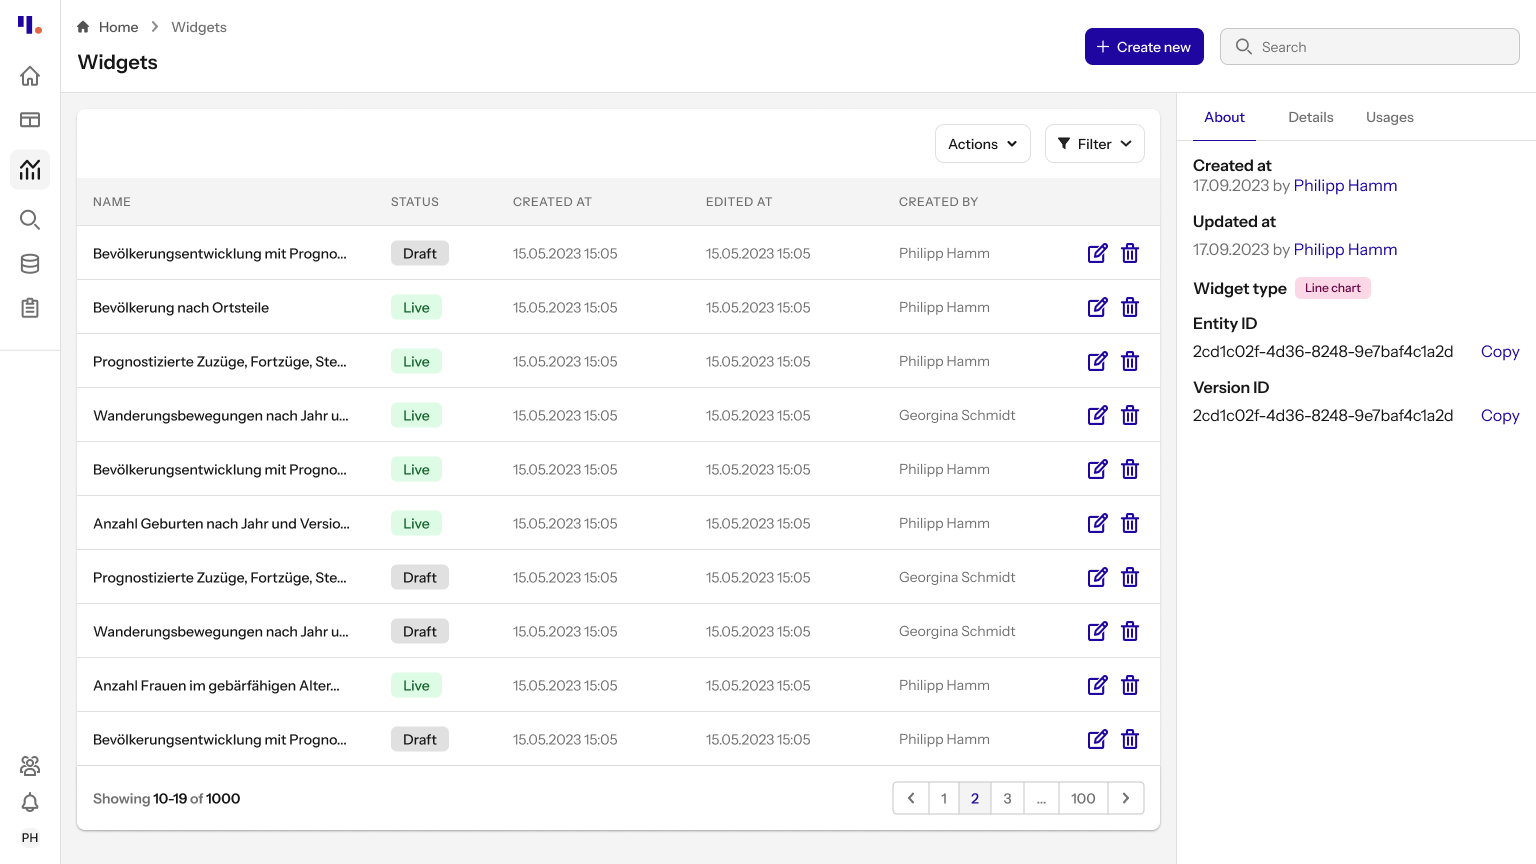 Home > Widgets
Widgets
+ Create new
Search
Actions
Filter
NAME STATUS CREATED AT EDITED AT CREATED BY
Bevölkerungsentwicklung mit Progno... Draft 15.05.2023 15:05 15.05.2023 15:05 Philipp Hamm
Bevölkerung nach Ortsteile Live 15.05.2023 15:05 15.05.2023 15:05 Philipp Hamm
Prognostizierte Zuzüge, Fortzüge, Ste... Live 15.05.2023 15:05 15.05.2023 15:05 Philipp Hamm
Wanderungsbewegungen nach Jahr u... Live 15.05.2023 15:05 15.05.2023 15:05 Georgina Schmidt
Bevölkerungsentwicklung mit Progno... Live 15.05.2023 15:05 15.05.2023 15:05 Philipp Hamm
Anzahl Geburten nach Jahr und Versio... Live 15.05.2023 15:05 15.05.2023 15:05 Philipp Hamm
Prognostizierte Zuzüge, Fortzüge, Ste... Draft 15.05.2023 15:05 15.05.2023 15:05 Georgina Schmidt
Wanderungsbewegungen nach Jahr u... Draft 15.05.2023 15:05 15.05.2023 15:05 Georgina Schmidt
Anzahl Frauen im gebärfähigen Alter... Live 15.05.2023 15:05 15.05.2023 15:05 Philipp Hamm
Bevölkerungsentwicklung mit Progno... Draft 15.05.2023 15:05 15.05.2023 15:05 Philipp Hamm
Showing 10-19 of 1000
1 2 3 ... 100
About Details Usages
Created at
17.09.2023 by Philipp Hamm
Updated at
17.09.2023 by Philipp Hamm
Widget type Line chart
Entity ID
2cd1c02f-4d36-8248-9e7baf4c1a2d Copy
Version ID
2cd1c02f-4d36-8248-9e7baf4c1a2d Copy
PH